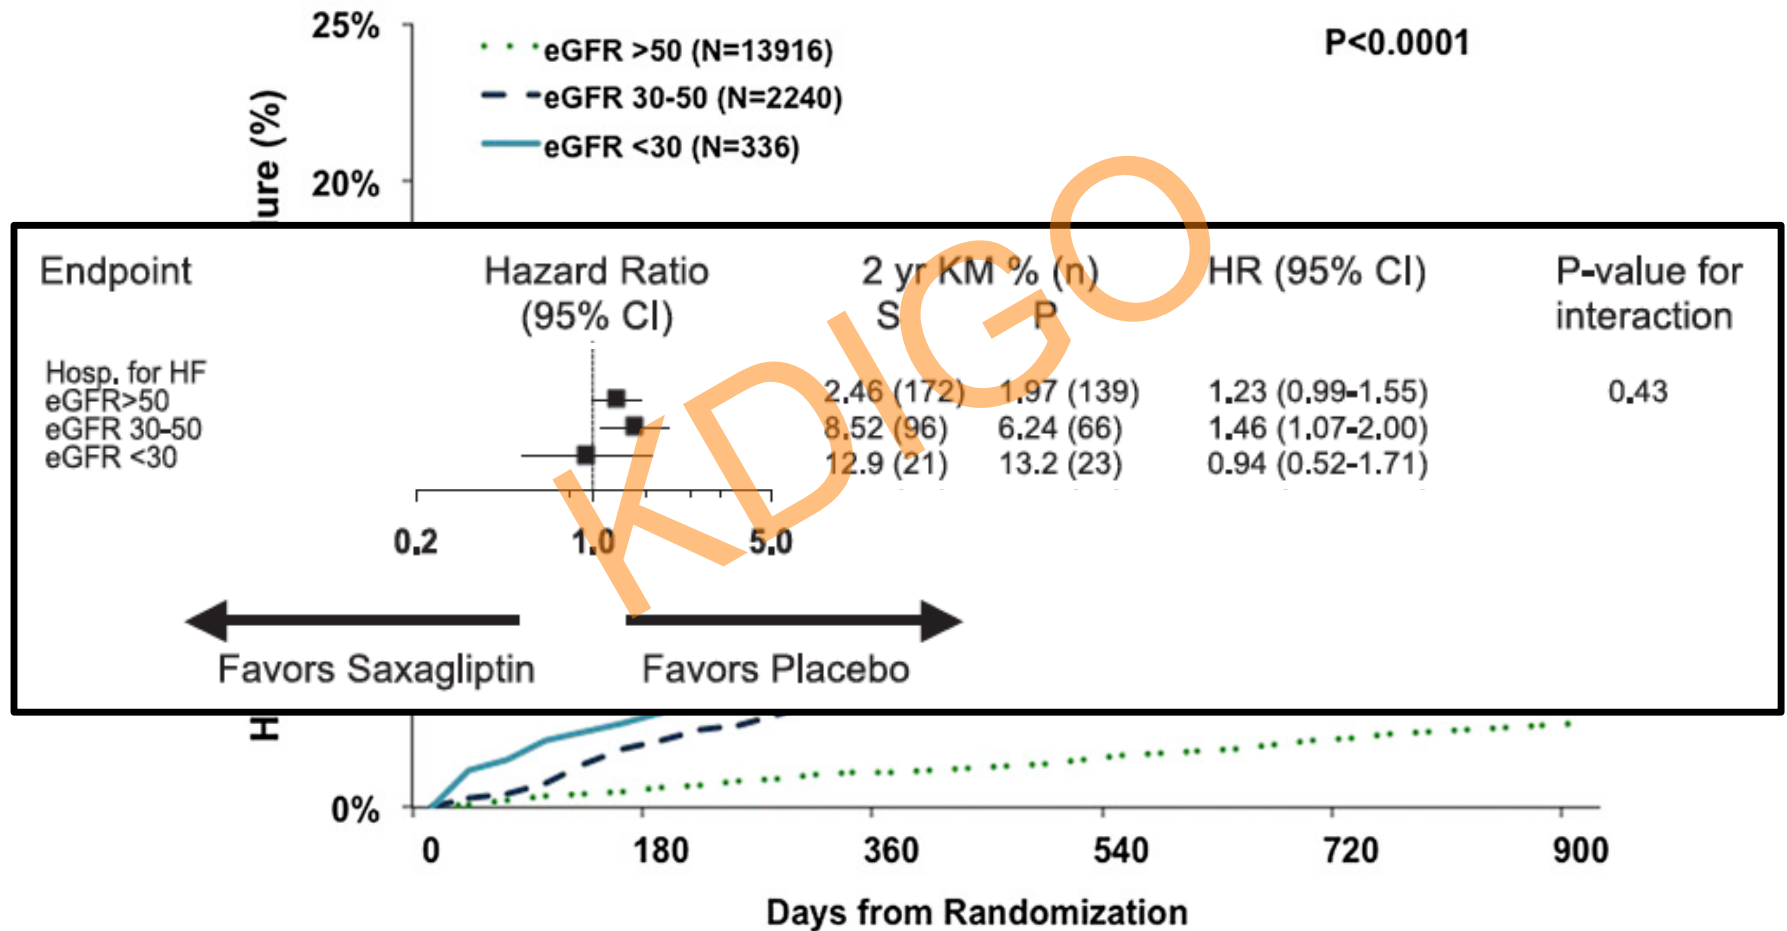 25%
eGFR >50 (N=13916)
P<0.0001
eGFR 30-50 (N=2240)
eGFR <30 (N=336)
20%
(%)
Endpoint Hazard Ratio 2 yr KM % (n) HR (95% CI) P-value for
(95% CI) S P interaction
Hosp. for HF
eGFR>50 2.46 (172) 1.97 (139) 1.23 (0.99-1.55) 0.43
eGFR 30-50 8.52 (96) 6.24 (66) 1.46 (1.07-2.00)
eGFR <30 12.9 (21) 13.2 (23) 0.94 (0.52-1.71)
0.2 1.0 5.0
Favors Saxagliptin Favors Placebo
KDIGO
0%
0 180 360 540 720 900
Days from Randomization